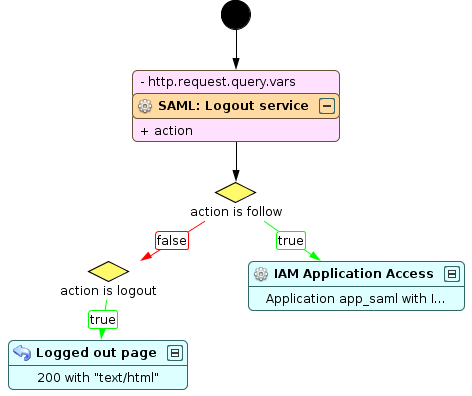 - http.request.query.vars
SAML: Logout service
+ action
action is follow
false
true
action is logout
IAM Application Access
Application app_saml with I...
true
Logged out page
200 with "text/html"